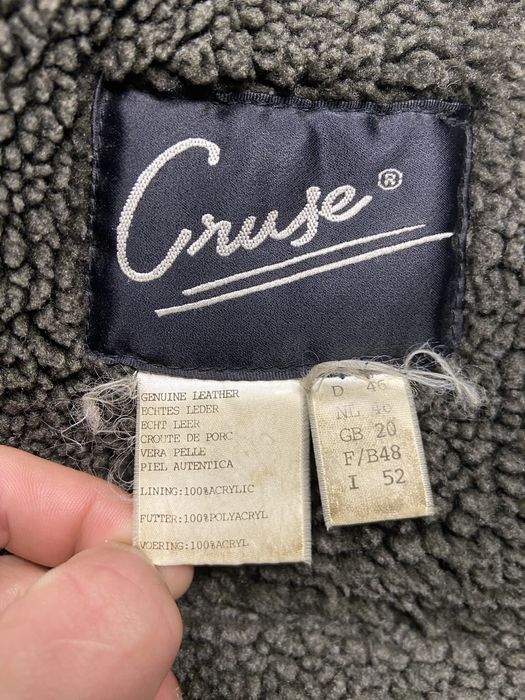 Cruse®
GENUINE LEATHER
ECHTES LEDER
ECHT LEER
CROUTE DE PORC
VERA PELLE
PIEL AUTENTICA
LINING:100%ACRYLIC
FUTTER:100%POLYACRYL
VOERING:100%ACRYL
D 46
NL 46
GB 20
F/B48
I 52